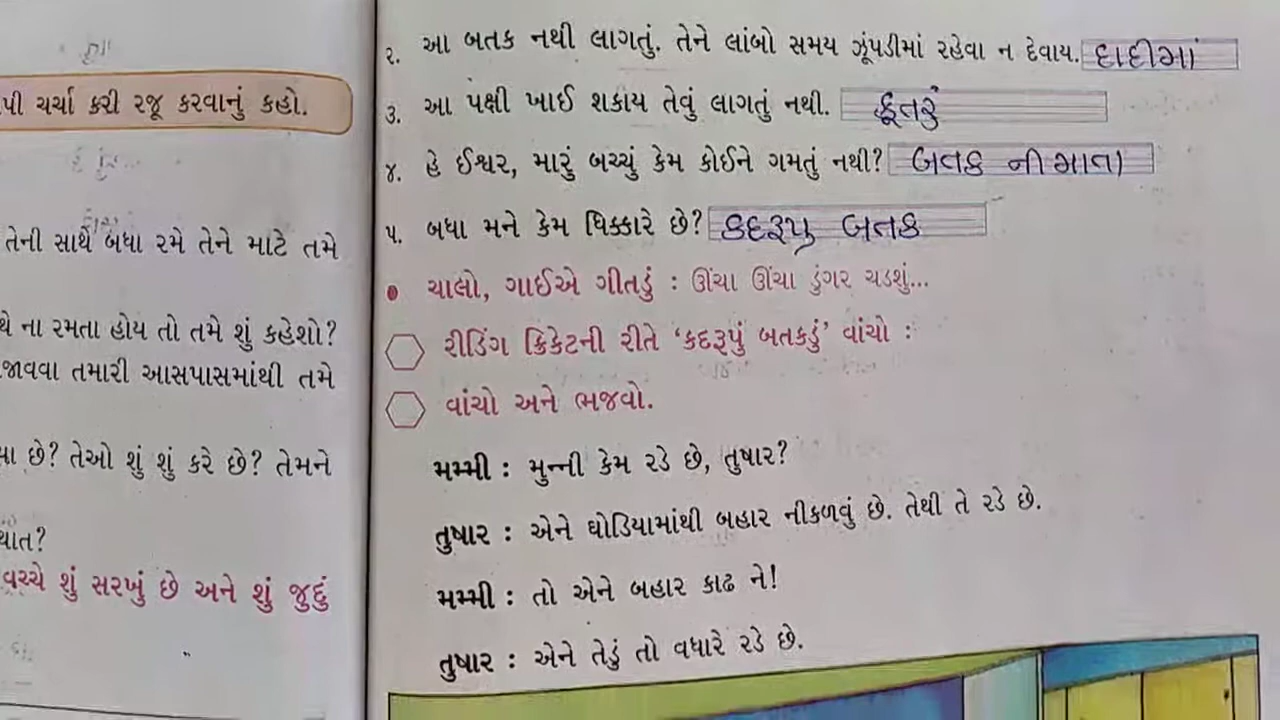 પી ચર્ચા કરી રજૂ કરવાનું કહો.
તેની સાથે બધા રમે તેને માટે તમે
થે ના રમતા હોય તો તમે શું કહેશો?
જાવવા તમારી આસપાસમાંથી તમે
છે? તેઓ શું શું કરે છે? તેમને
વચ્ચે શું સરખું છે અને શું જુદું
૨. આ બતક નથી લાગતું. તેને લાંબો સમય ઝૂંપડીમાં રહેવા ન દેવાય. દાદીમાં
૩. આ પક્ષી ખાઈ શકાય તેવું લાગતું નથી. કૂતરું
૪. હે ઈશ્વર, મારું બચ્ચું કેમ કોઈને ગમતું નથી? બતક ની માતા
૫. બધા મને કેમ ધિક્કારે છે? કદરૂપુ બતક
• ચાલો, ગાઈએ ગીતડું : ઊંચા ઊંચા ડુંગર ચડશું...
રીડિંગ ક્રિકેટની રીતે ‘કદરૂપું બતકડું’ વાંચો :
વાંચો અને ભજવો.
મમ્મી : મુન્ની કેમ રડે છે, તુષાર?
તુષાર : એને ઘોડિયામાંથી બહાર નીકળવું છે. તેથી તે રડે છે.
મમ્મી : તો એને બહાર કાઢ ને!
તુષાર : એને તેડું તો વધારે રડે છે.